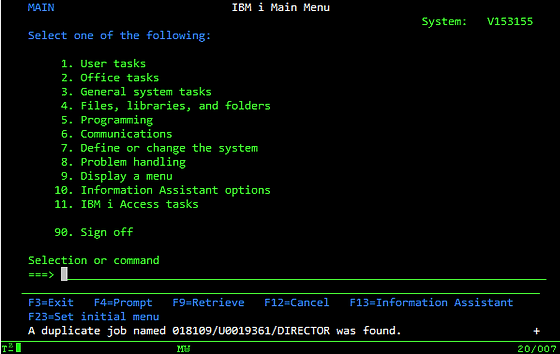 MAIN IBM i Main Menu
System: V153155
Select one of the following:
1. User tasks
2. Office tasks
3. General system tasks
4. Files, libraries, and folders
5. Programming
6. Communications
7. Define or change the system
8. Problem handling
9. Display a menu
10. Information Assistant options
11. IBM i Access tasks
90. Sign off
Selection or command
===>
F3=Exit F4=Prompt F9=Retrieve F12=Cancel F13=Information Assistant
F23=Set initial menu
A duplicate job named 018109/U0019361/DIRECTOR was found. +
MW 20/007